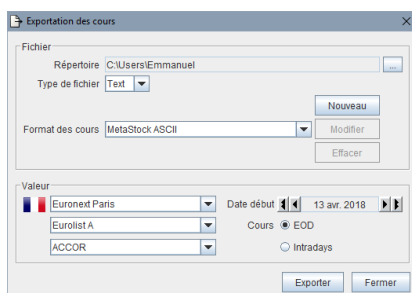 Exportation des cours
Fichier
Répertoire C:\Users\Emmanuel ...
Type de fichier Text
Nouveau
Format des cours MetaStock ASCII Modifier
Effacer
Valeur
Euronext Paris Date début 13 avr. 2018
Eurolist A Cours EOD
ACCOR Intradays
Exporter Fermer